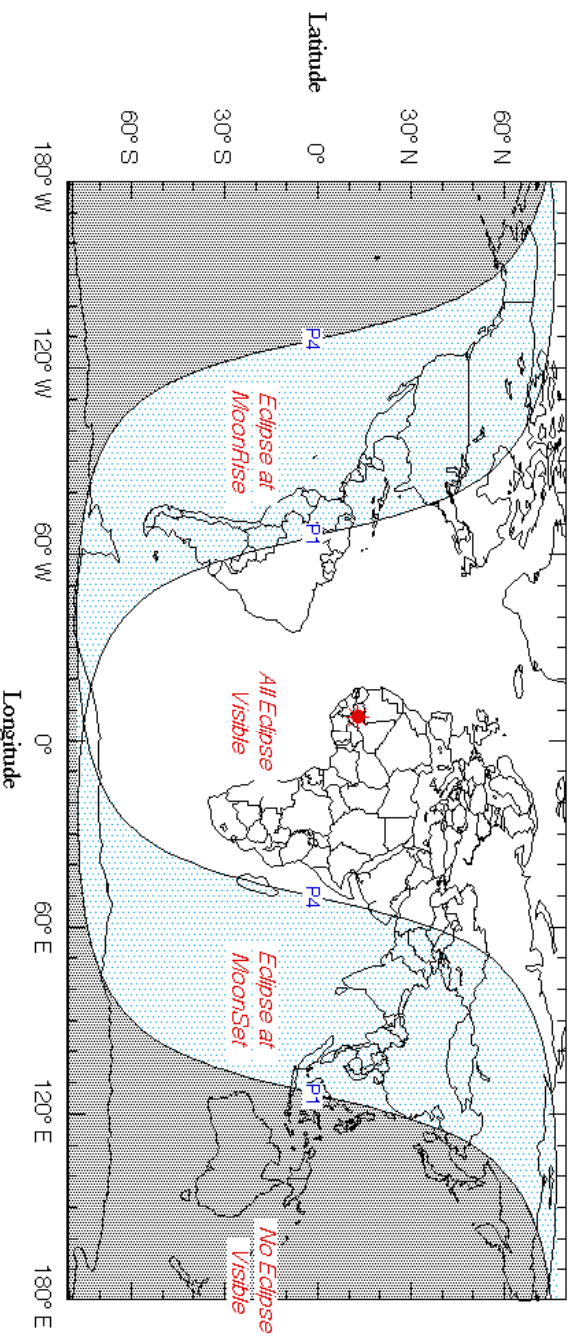 Latitude
60° N
30° N
0°
30° S
60° S
P4
P1
P4
P1
Eclipse at
MoonRise
All Eclipse
Visible
Eclipse at
MoonSet
No Eclipse
Visible
180° W
120° W
60° W
0°
60° E
120° E
180° E
Longitude